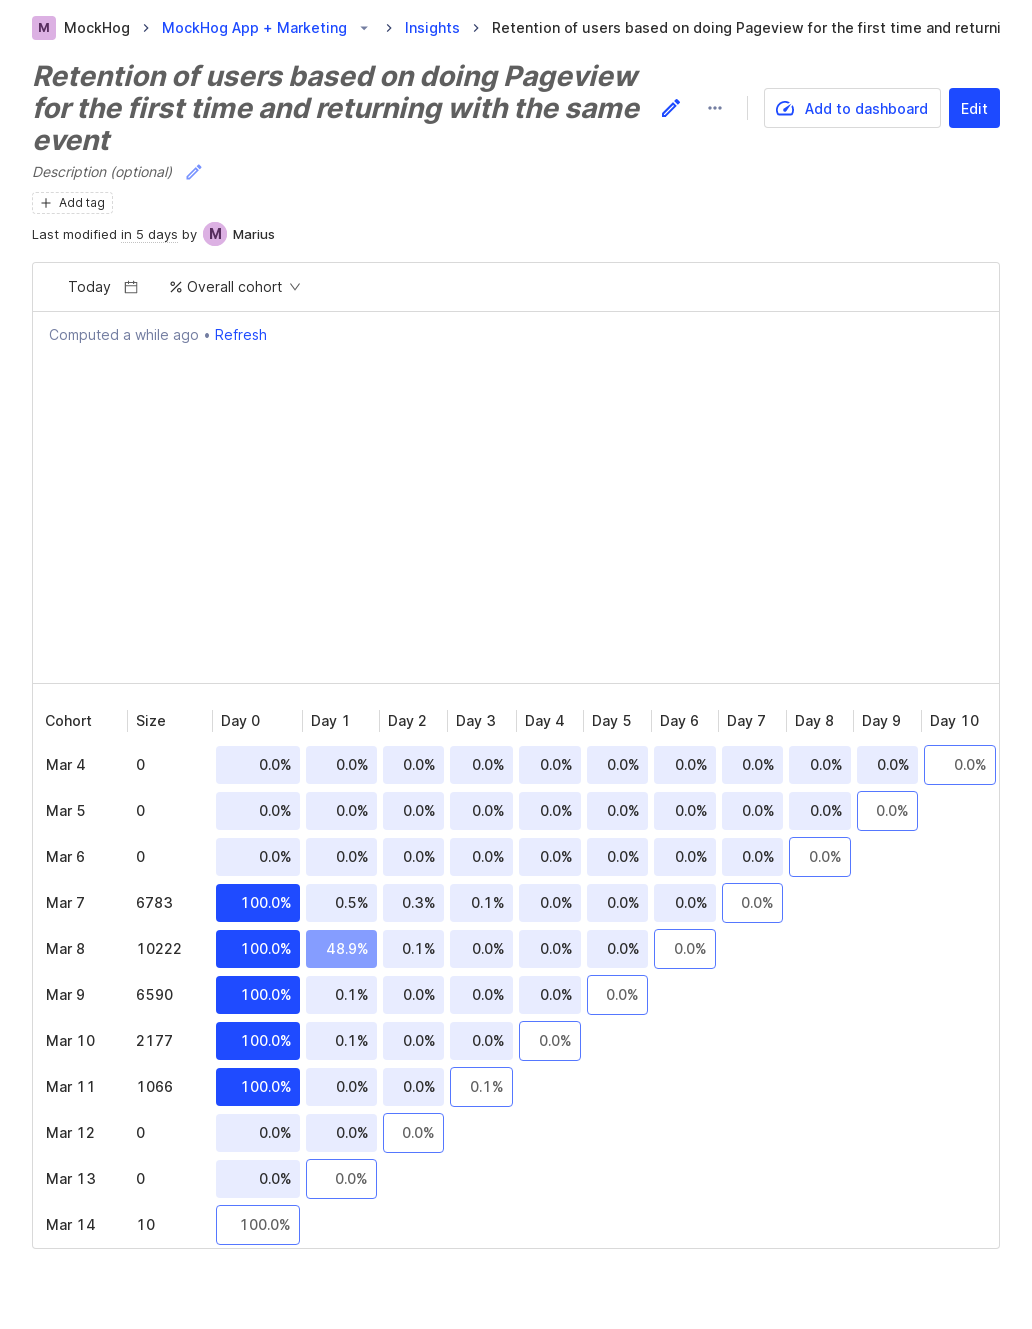 M MockHog > MockHog App + Marketing > Insights > Retention of users based on doing Pageview for the first time and returni
Retention of users based on doing Pageview
for the first time and returning with the same
event
Add to dashboard Edit
Description (optional)
+ Add tag
Last modified in 5 days by M Marius
Today % Overall cohort
Computed a while ago • Refresh
Cohort Size Day 0 Day 1 Day 2 Day 3 Day 4 Day 5 Day 6 Day 7 Day 8 Day 9 Day 10
Mar 4 0 0.0% 0.0% 0.0% 0.0% 0.0% 0.0% 0.0% 0.0% 0.0% 0.0% 0.0%
Mar 5 0 0.0% 0.0% 0.0% 0.0% 0.0% 0.0% 0.0% 0.0% 0.0% 0.0%
Mar 6 0 0.0% 0.0% 0.0% 0.0% 0.0% 0.0% 0.0% 0.0% 0.0%
Mar 7 6783 100.0% 0.5% 0.3% 0.1% 0.0% 0.0% 0.0% 0.0%
Mar 8 10222 100.0% 48.9% 0.1% 0.0% 0.0% 0.0% 0.0%
Mar 9 6590 100.0% 0.1% 0.0% 0.0% 0.0% 0.0%
Mar 10 2177 100.0% 0.1% 0.0% 0.0% 0.0%
Mar 11 1066 100.0% 0.0% 0.0% 0.1%
Mar 12 0 0.0% 0.0% 0.0%
Mar 13 0 0.0% 0.0%
Mar 14 10 100.0%